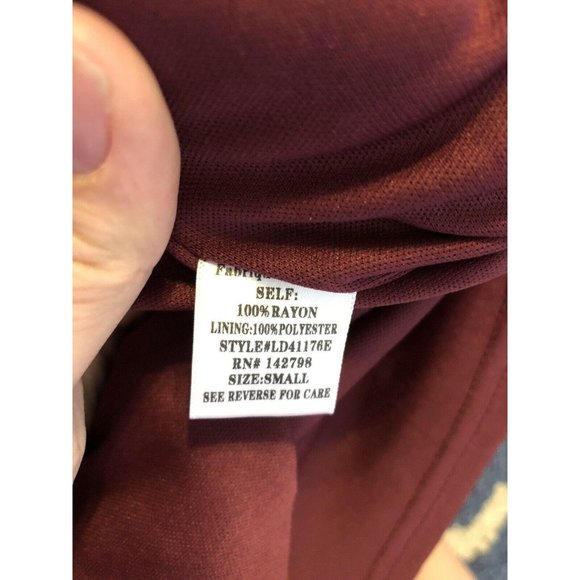 SELF:
100%RAYON
LINING:100%POLYESTER
STYLE#LD41176E
RN# 142798
SIZE:SMALL
SEE REVERSE FOR CARE